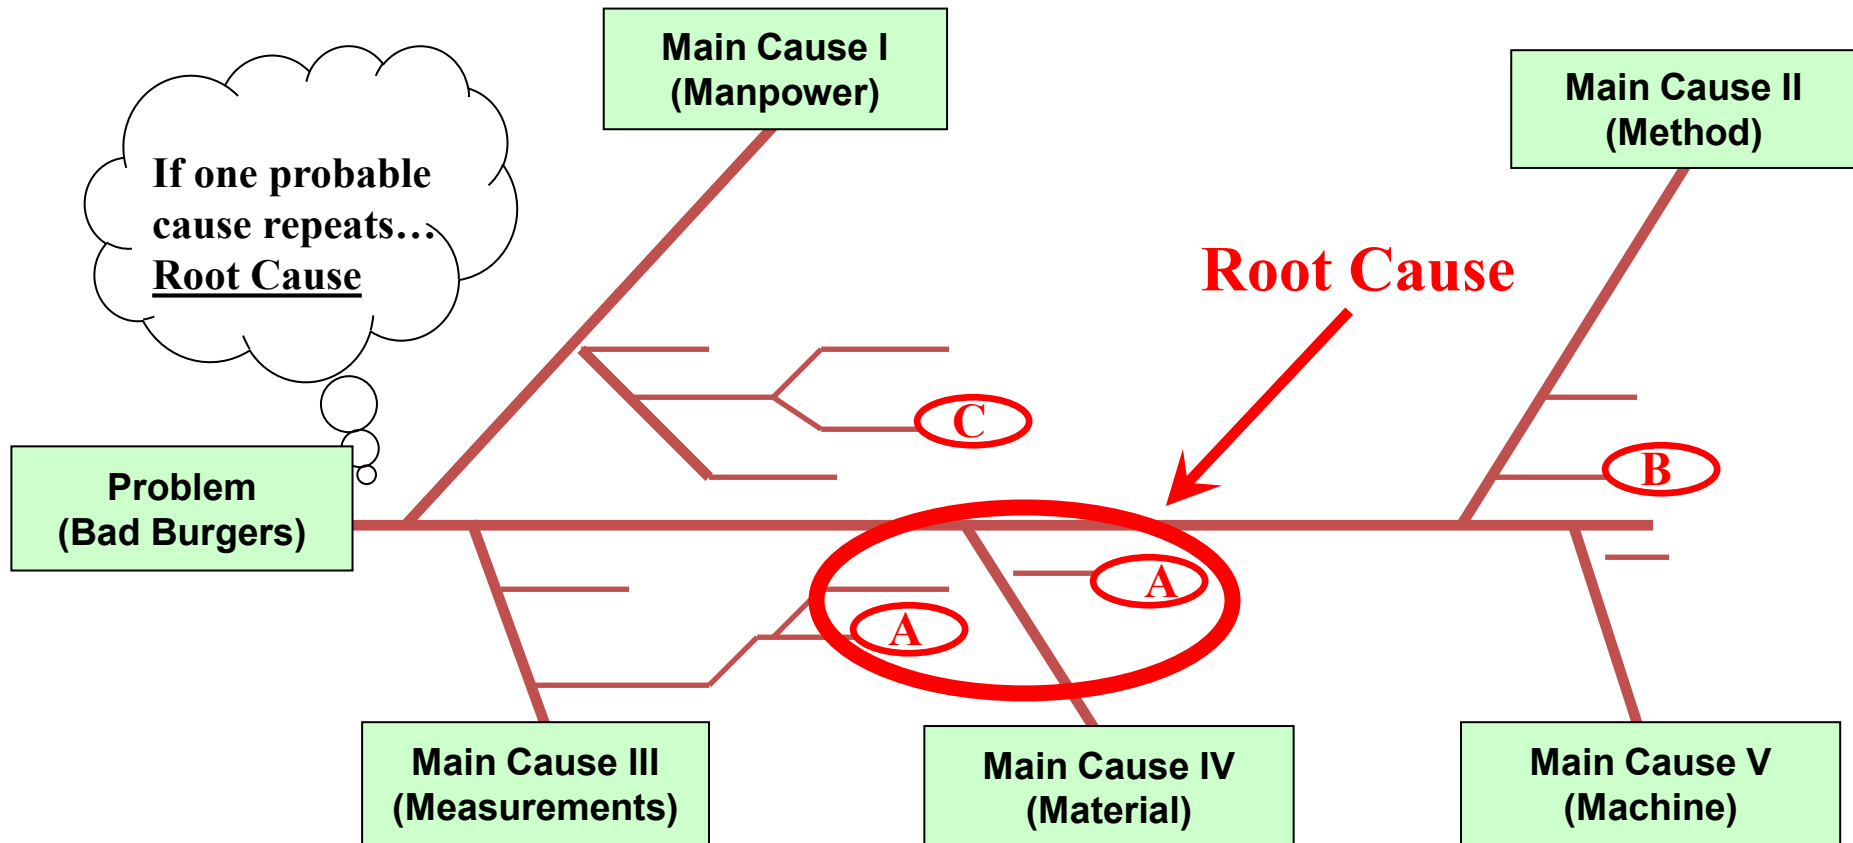 Main Cause I
(Manpower)
Main Cause II
(Method)
If one probable
cause repeats…
Root Cause
Root Cause
C
B
Problem
(Bad Burgers)
A
A
Main Cause III
(Measurements)
Main Cause IV
(Material)
Main Cause V
(Machine)